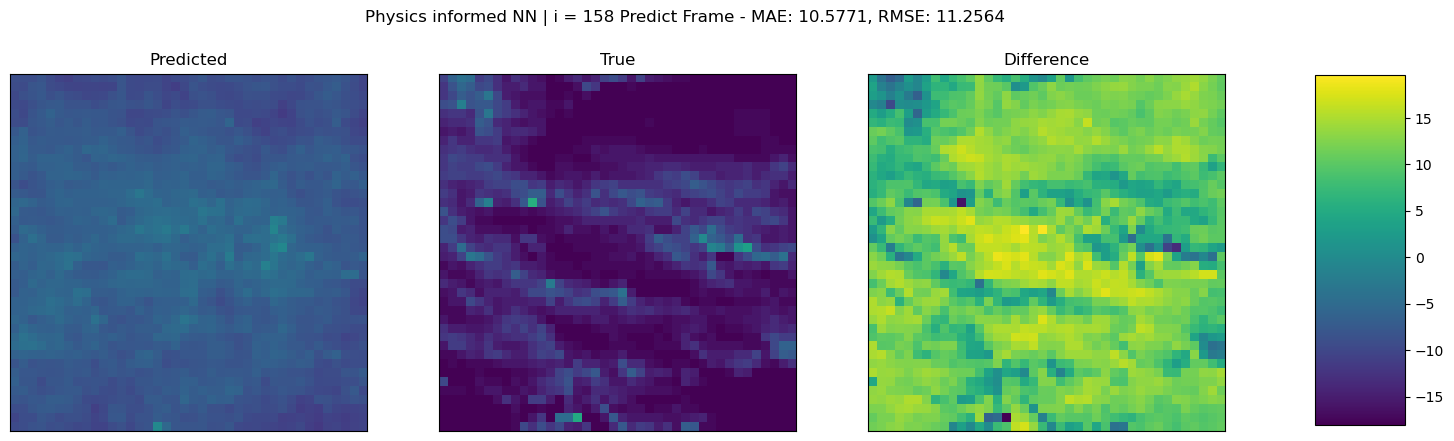 Physics informed NN | i = 158 Predict Frame - MAE: 10.5771, RMSE: 11.2564
Predicted
True
Difference
15
10
5
0
−5
−10
−15